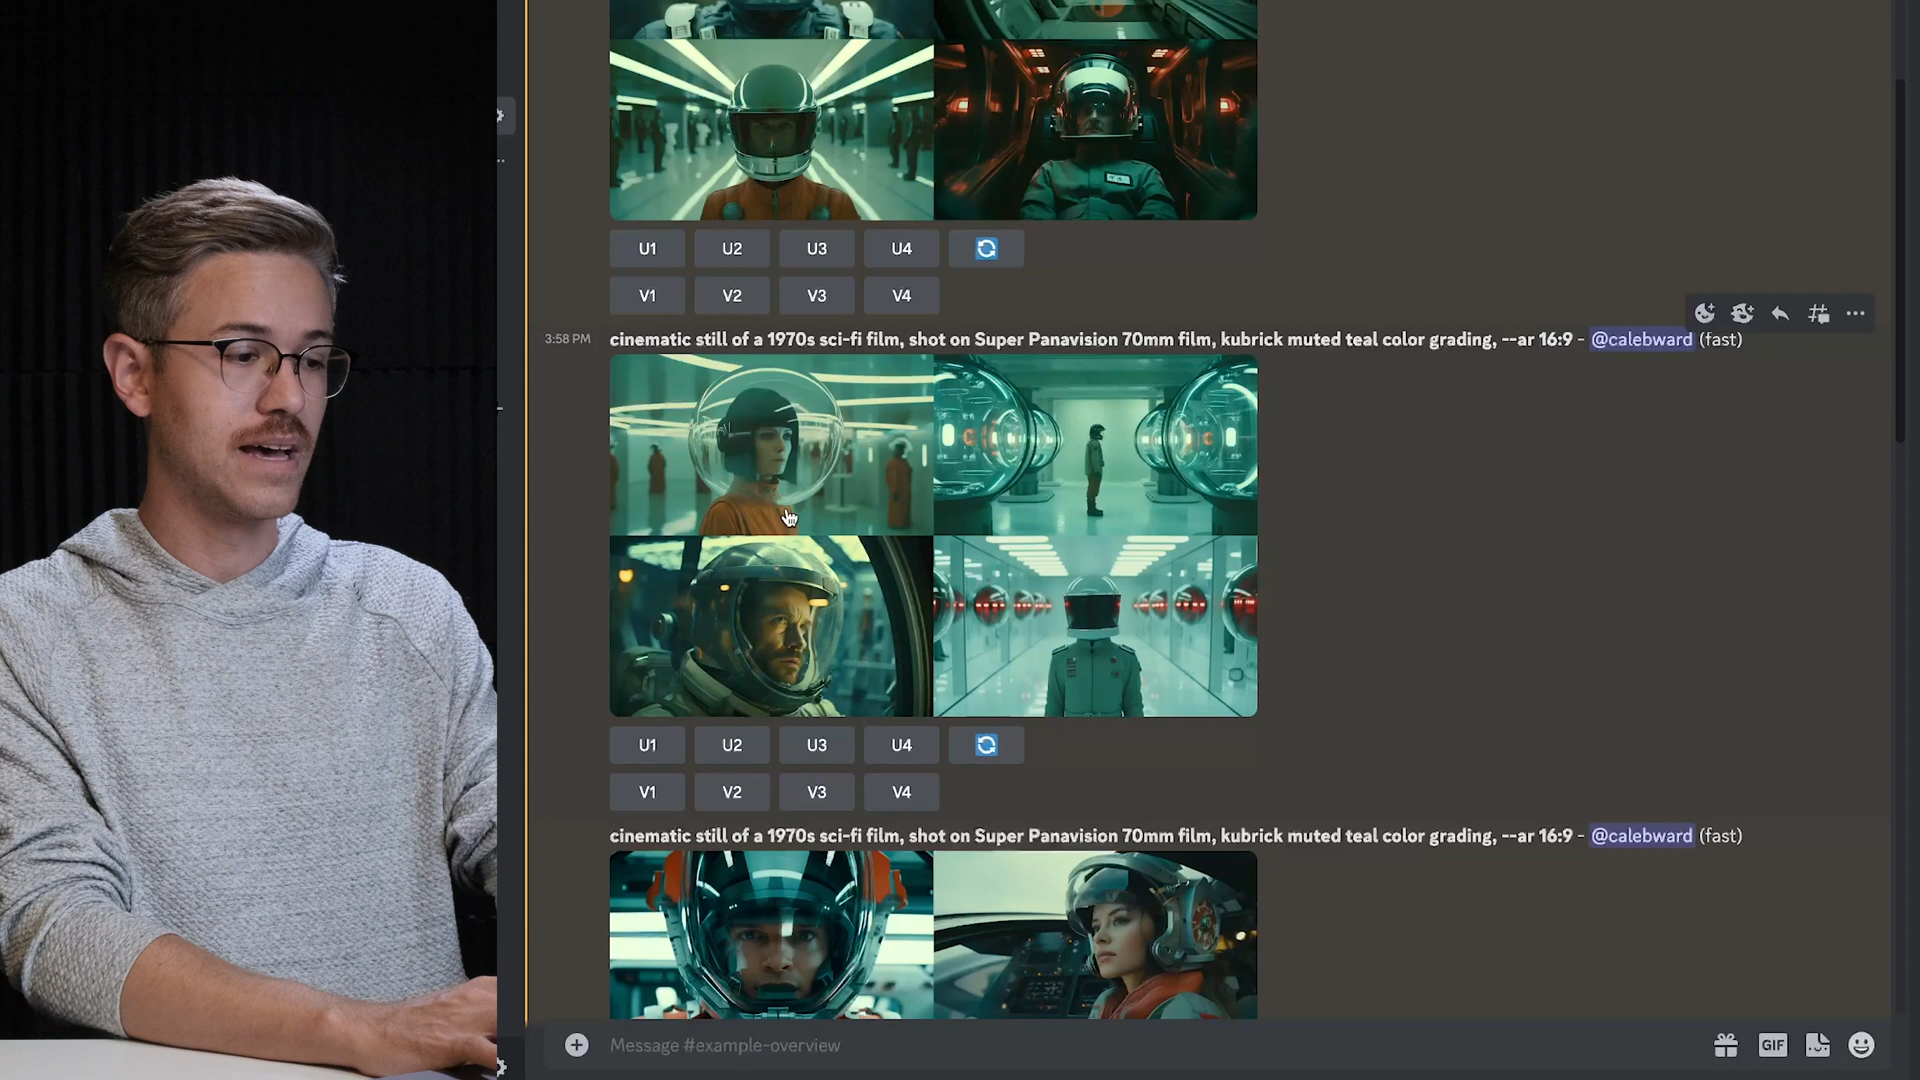 U1 U2 U3 U4
V1 V2 V3 V4
3:58 PM cinematic still of a 1970s sci-fi film, shot on Super Panavision 70mm film, kubrick muted teal color grading, --ar 16:9 - @calebward (fast)
U1 U2 U3 U4
V1 V2 V3 V4
cinematic still of a 1970s sci-fi film, shot on Super Panavision 70mm film, kubrick muted teal color grading, --ar 16:9 - @calebward (fast)
Message #example-overview
GIF